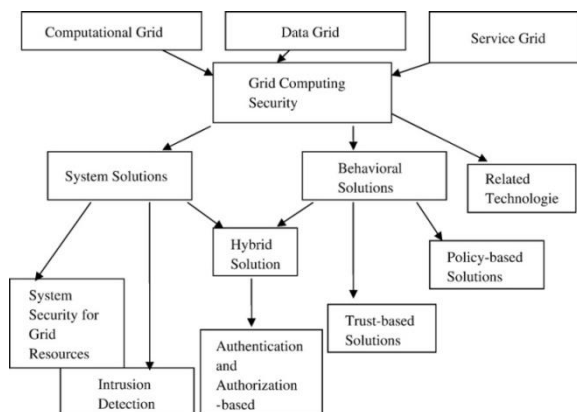 Computational Grid
Data Grid
Service Grid
Grid Computing
Security
System Solutions
Behavioral
Solutions
Related
Technologie
Hybrid
Solution
Policy-based
Solutions
System
Security for
Grid
Resources
Trust-based
Solutions
Authentication
and
Authorization
-based
Intrusion
Detection